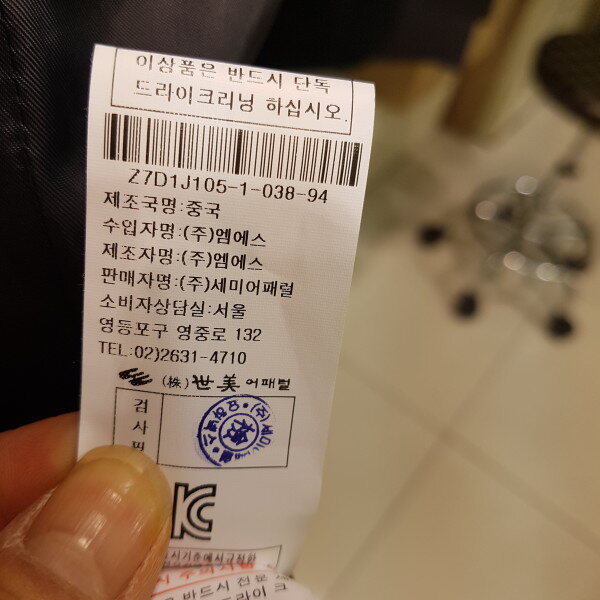 이상품은 반드시 단독
드라이크리닝 하십시오.
Z7D1J105-1-038-94
제조국명:중국
수입자명:(주)엠에스
제조자명:(주)엠에스
판매자명:(주)세미어패럴
소비자상담실:서울
영등포구 영중로 132
TEL:02)2631-4710
(株) 世美 어패럴
검
사
필
KC